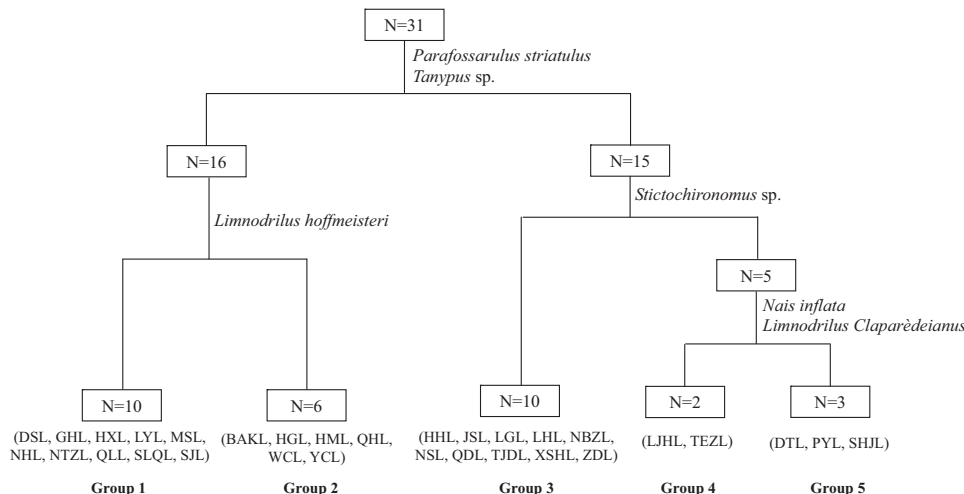 N=31
Parafossarulus striatulus
Tanypus sp.
N=16
N=15
Stictochironomus sp.
Limnodrilus hoffmeisteri
N=5
Nais inflata
Limnodrilus Claparèdeianus
N=10
N=6
N=10
N=2
N=3
(DSL, GHL, HXL, LYL, MSL,
NHL, NTZL, QLL, SLQL, SJL)
(BAKL, HGL, HML, QHL,
WCL, YCL)
(HHL, JSL, LGL, LHL, NBZL,
NSL, QDL, TJDL, XSHL, ZDL)
(LJHL, TEZL)
(DTL, PYL, SHJL)
Group 1
Group 2
Group 3
Group 4
Group 5